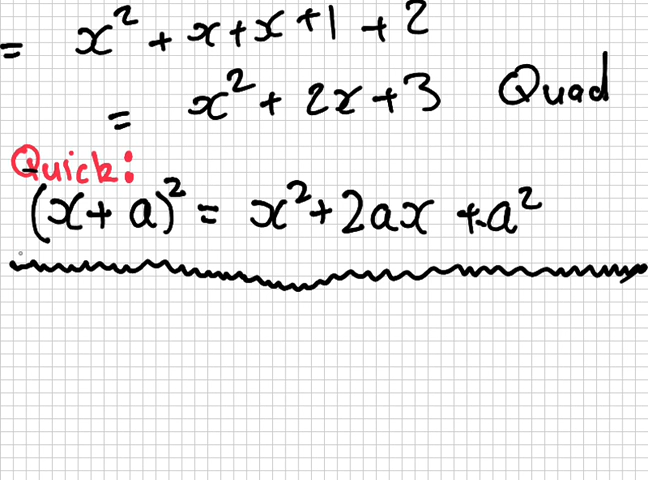 = x² + x + x + 1 + 2
= x² + 2x + 3 Quad
Quick:
(x + a)² = x² + 2ax + a²